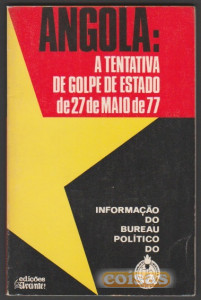 ANGOLA:
A TENTATIVA
DE GOLPE DE ESTADO
de 27 de MAIO de 77
INFORMAÇÃO
DO
BUREAU
POLÍTICO
DO
edições
Avante!
coisas